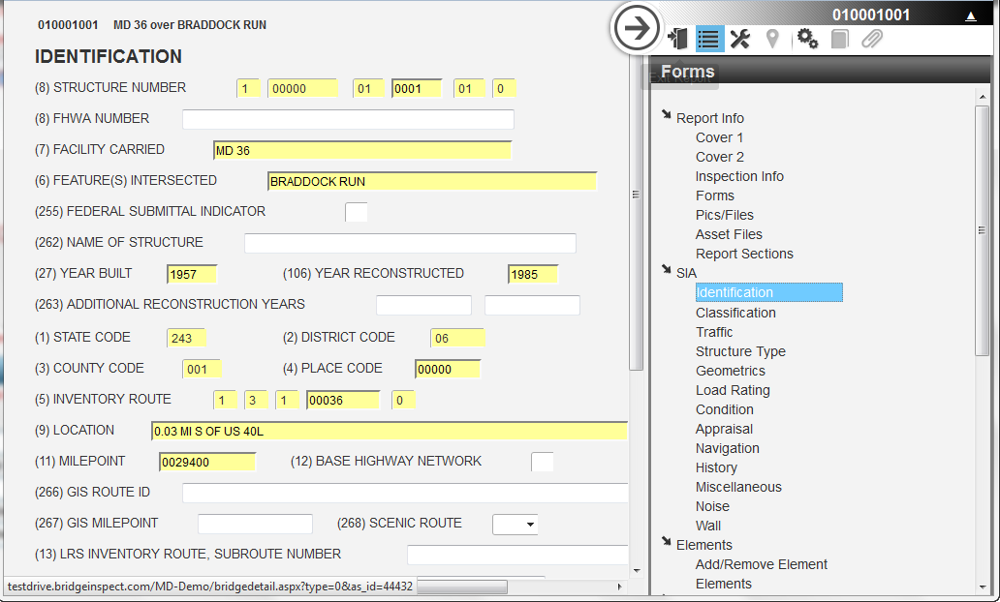 010001001 MD 36 over BRADDOCK RUN
IDENTIFICATION
(8) STRUCTURE NUMBER 1 00000 01 0001 01 0
(8) FHWA NUMBER
(7) FACILITY CARRIED MD 36
(6) FEATURE(S) INTERSECTED BRADDOCK RUN
(255) FEDERAL SUBMITTAL INDICATOR
(262) NAME OF STRUCTURE
(27) YEAR BUILT 1957 (106) YEAR RECONSTRUCTED 1985
(263) ADDITIONAL RECONSTRUCTION YEARS
(1) STATE CODE 243 (2) DISTRICT CODE 06
(3) COUNTY CODE 001 (4) PLACE CODE 00000
(5) INVENTORY ROUTE 1 3 1 00036 0
(9) LOCATION 0.03 MI S OF US 40L
(11) MILEPOINT 0029400 (12) BASE HIGHWAY NETWORK
(266) GIS ROUTE ID
(267) GIS MILEPOINT (268) SCENIC ROUTE
(13) LRS INVENTORY ROUTE, SUBROUTE NUMBER
testdrive.bridgeinspect.com/MD-Demo/bridgedetail.aspx?type=0&as_id=44432
010001001
Forms
Report Info
Cover 1
Cover 2
Inspection Info
Forms
Pics/Files
Asset Files
Report Sections
SIA
Identification
Classification
Traffic
Structure Type
Geometrics
Load Rating
Condition
Appraisal
Navigation
History
Miscellaneous
Noise
Wall
Elements
Add/Remove Element
Elements